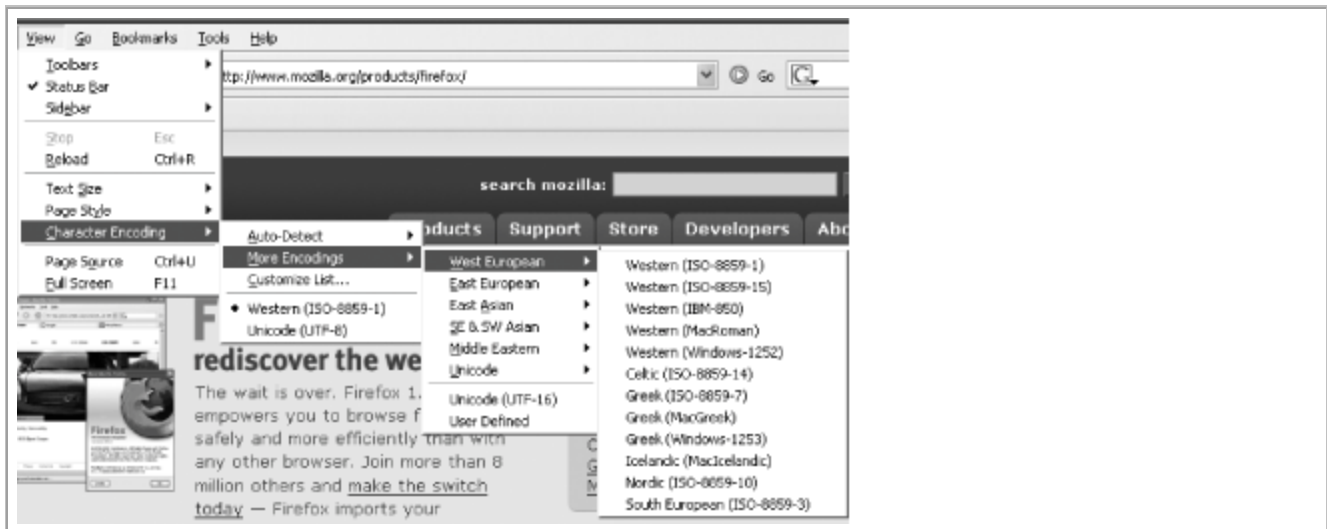 View Go Bookmarks Tools Help
Toolbars
Status Bar
Sidebar
Stop Esc
Reload Ctrl+R
Text Size
Page Style
Character Encoding
Page Source Ctrl+U
Full Screen F11
ttp://www.mozilla.org/products/firefox/
Go
search mozilla:
ducts Support Store Developers Abo
Auto-Detect
More Encodings
Customize List...
Western (ISO-8859-1)
Unicode (UTF-8)
West European
East European
East Asian
SE & SW Asian
Middle Eastern
Unicode
Unicode (UTF-16)
User Defined
Western (ISO-8859-1)
Western (ISO-8859-15)
Western (IBM-850)
Western (MacRoman)
Western (Windows-1252)
Celtic (ISO-8859-14)
Greek (ISO-8859-7)
Greek (MacGreek)
Greek (Windows-1253)
Icelandic (MacIcelandic)
Nordic (ISO-8859-10)
South European (ISO-8859-3)
rediscover the we
The wait is over. Firefox 1.
empowers you to browse f
safely and more efficiently than with
any other browser. Join more than 8
million others and make the switch
today — Firefox imports your
Firefox